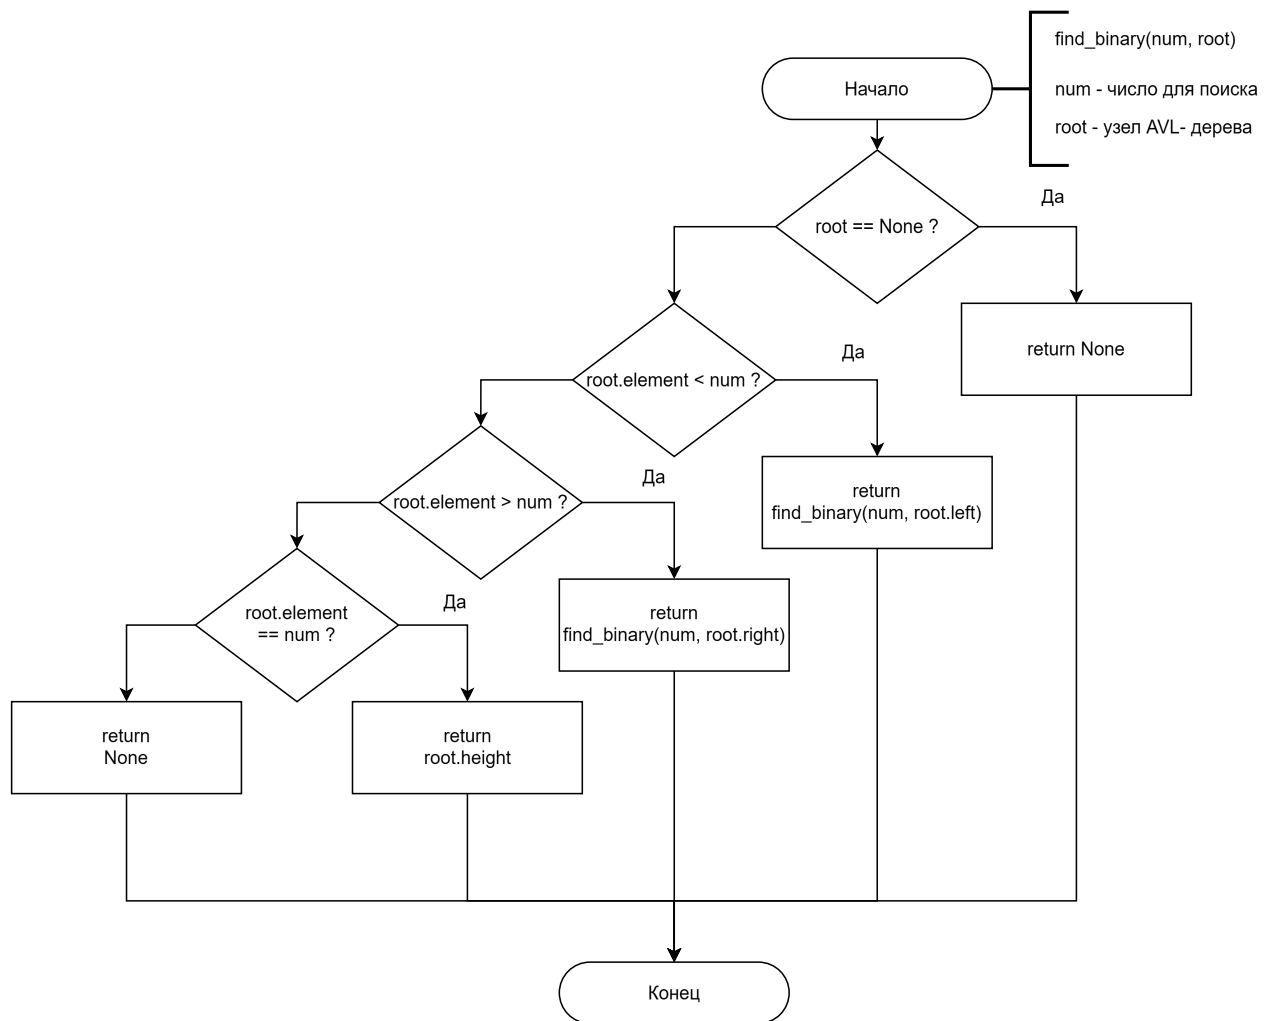 find_binary(num, root)
Начало
num - число для поиска
root - узел AVL- дерева
Да
root == None ?
return None
Да
root.element < num ?
Да
return
find_binary(num, root.left)
root.element > num ?
Да
return
find_binary(num, root.right)
root.element
== num ?
return
None
return
root.height
Конец